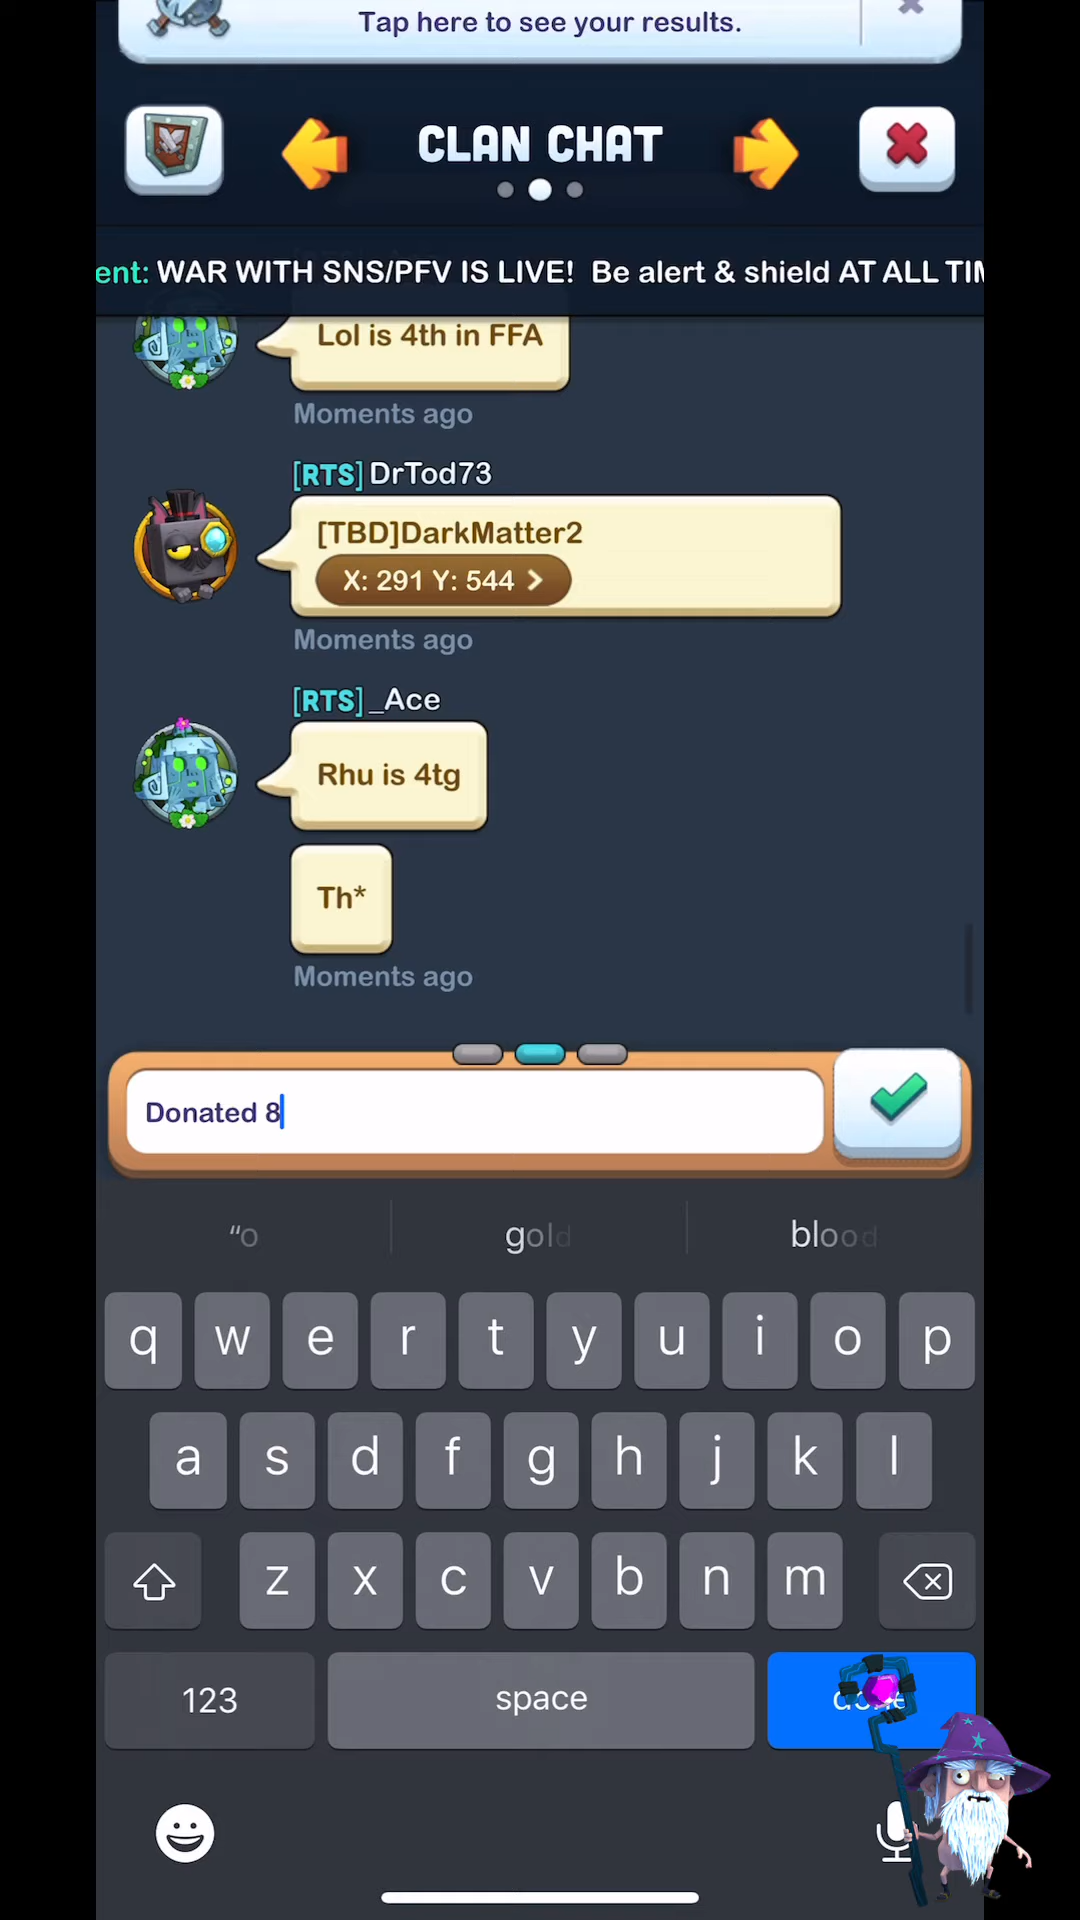 Tap here to see your results.
CLAN CHAT
ent: WAR WITH SNS/PFV IS LIVE! Be alert & shield AT ALL TIM
Lol is 4th in FFA
Moments ago
[RTS] DrTod73
[TBD]DarkMatter2
X: 291 Y: 544 >
Moments ago
[RTS] _Ace
Rhu is 4tg
Th*
Moments ago
Donated 8
"o gold blood
q w e r t y u i o p
a s d f g h j k l
z x c v b n m
123 space done